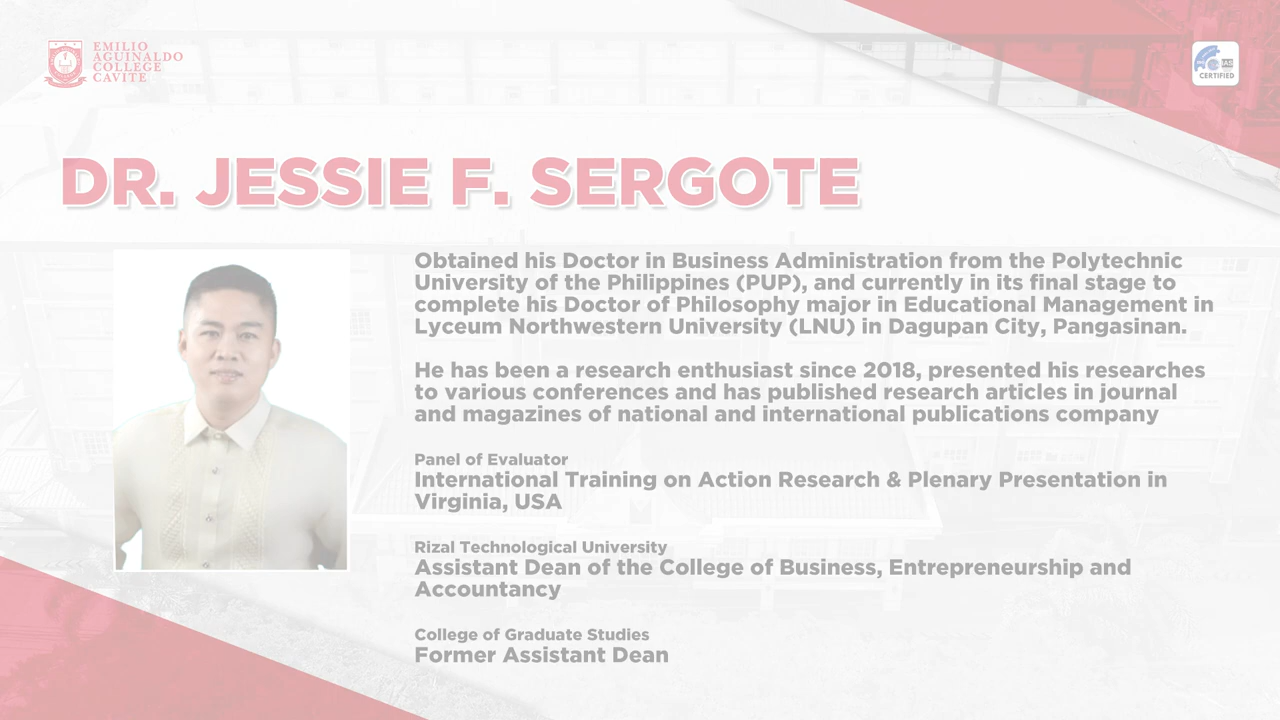 EMILIO
AGUINALDO
COLLEGE
CAVITE
IAS
CERTIFIED
DR. JESSIE F. SERGOTE
Obtained his Doctor in Business Administration from the Polytechnic
University of the Philippines (PUP), and currently in its final stage to
complete his Doctor of Philosophy major in Educational Management in
Lyceum Northwestern University (LNU) in Dagupan City, Pangasinan.
He has been a research enthusiast since 2018, presented his researches
to various conferences and has published research articles in journal
and magazines of national and international publications company
Panel of Evaluator
International Training on Action Research & Plenary Presentation in
Virginia, USA
Rizal Technological University
Assistant Dean of the College of Business, Entrepreneurship and
Accountancy
College of Graduate Studies
Former Assistant Dean